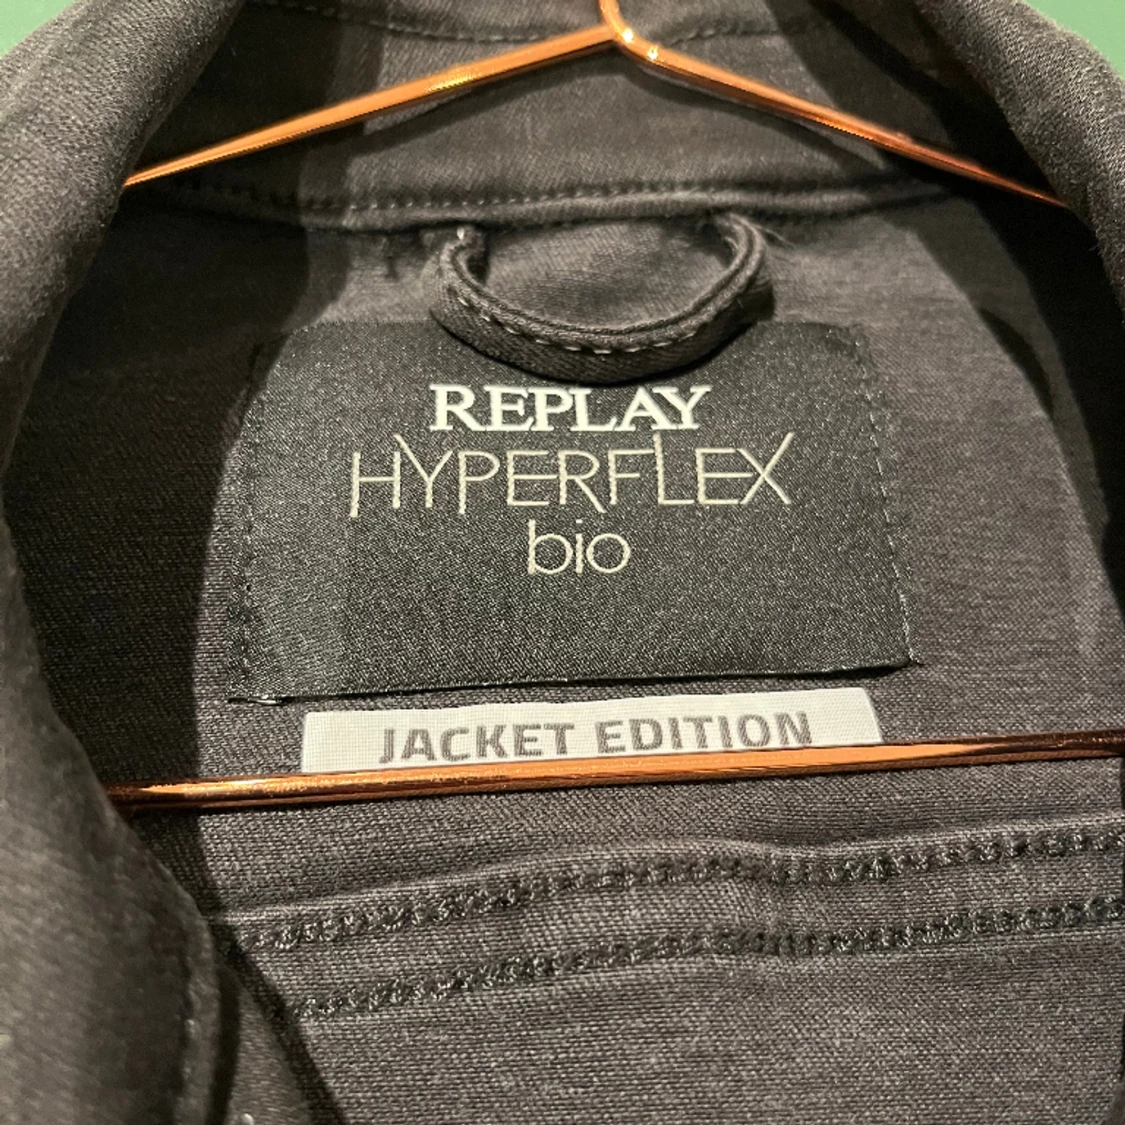 REPLAY
HYPERFLEX
bio
JACKET EDITION